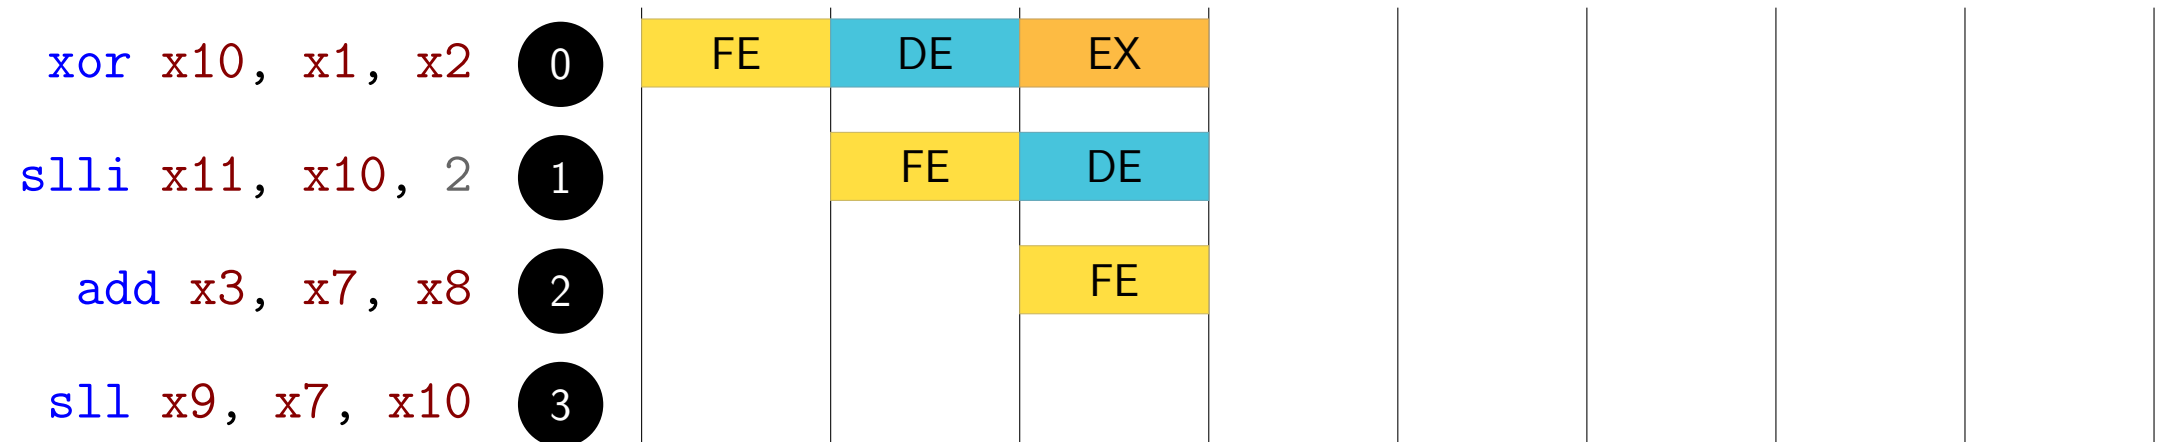 xor x10, x1, x2 0 FE DE EX
slli x11, x10, 2 1 FE DE
add x3, x7, x8 2 FE
sll x9, x7, x10 3